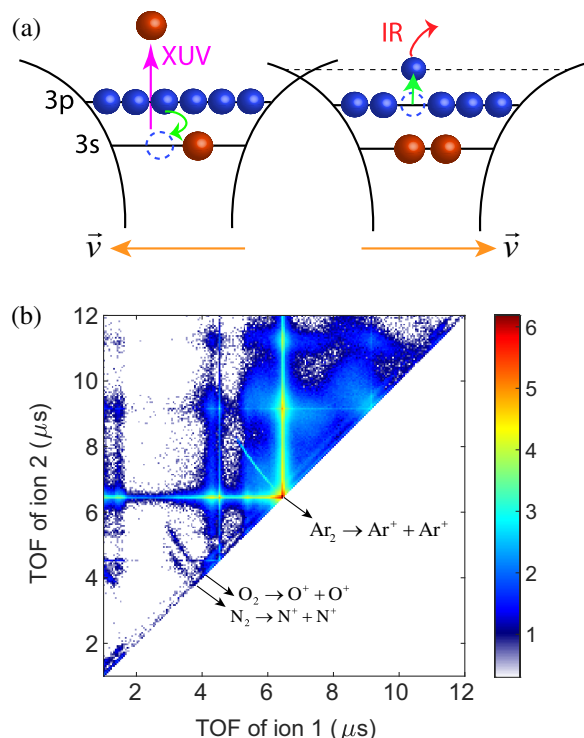 (a)
XUV
IR
3p
3s
v⃗
v⃗
(b)
12
10
8
6
4
2
TOF of ion 2 (μs)
Ar₂ → Ar⁺ + Ar⁺
O₂ → O⁺ + O⁺
N₂ → N⁺ + N⁺
2 4 6 8 10 12
TOF of ion 1 (μs)
6
5
4
3
2
1